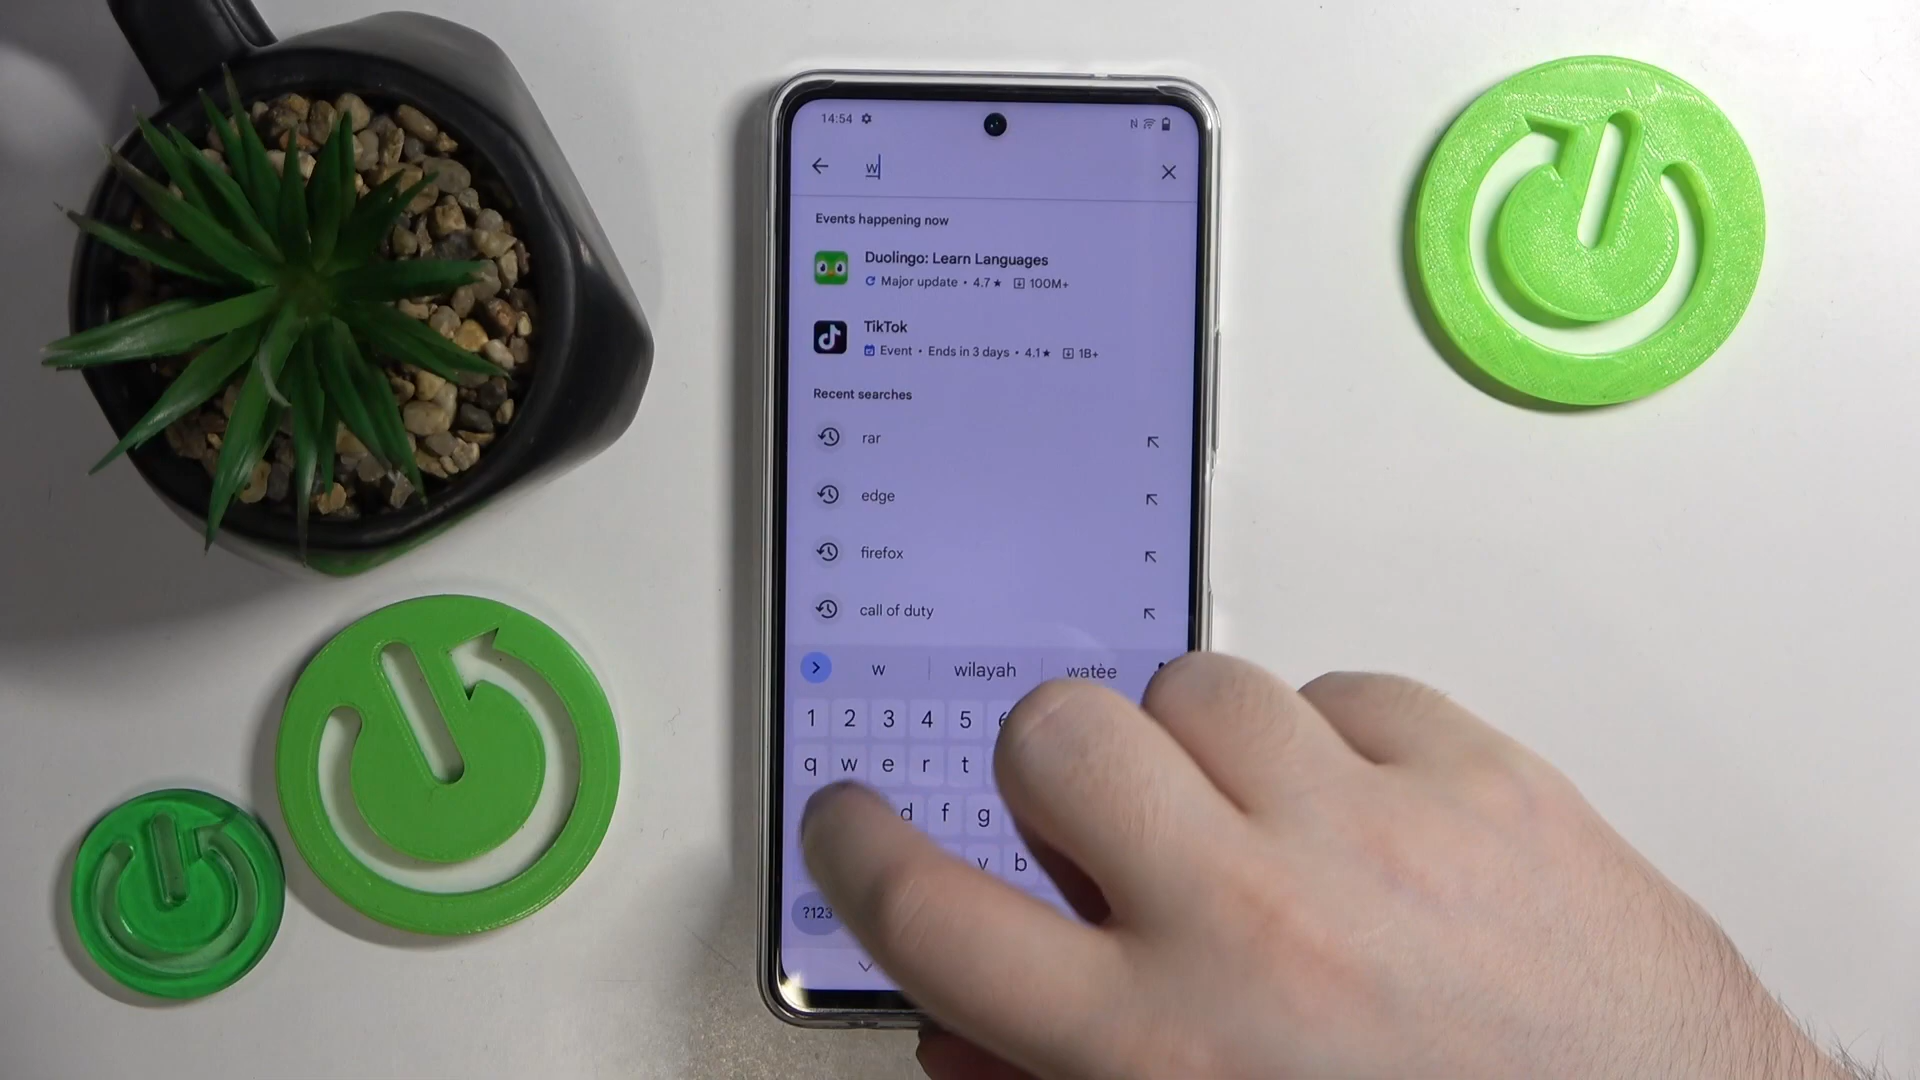 14:54
w
Events happening now
Duolingo: Learn Languages
Major update • 4.7★ 100M+
TikTok
Event • Ends in 3 days • 4.1★ 1B+
Recent searches
rar
edge
firefox
call of duty
w wilayah watèe
1 2 3 4 5 6
q w e r t
d f g
v b
?123